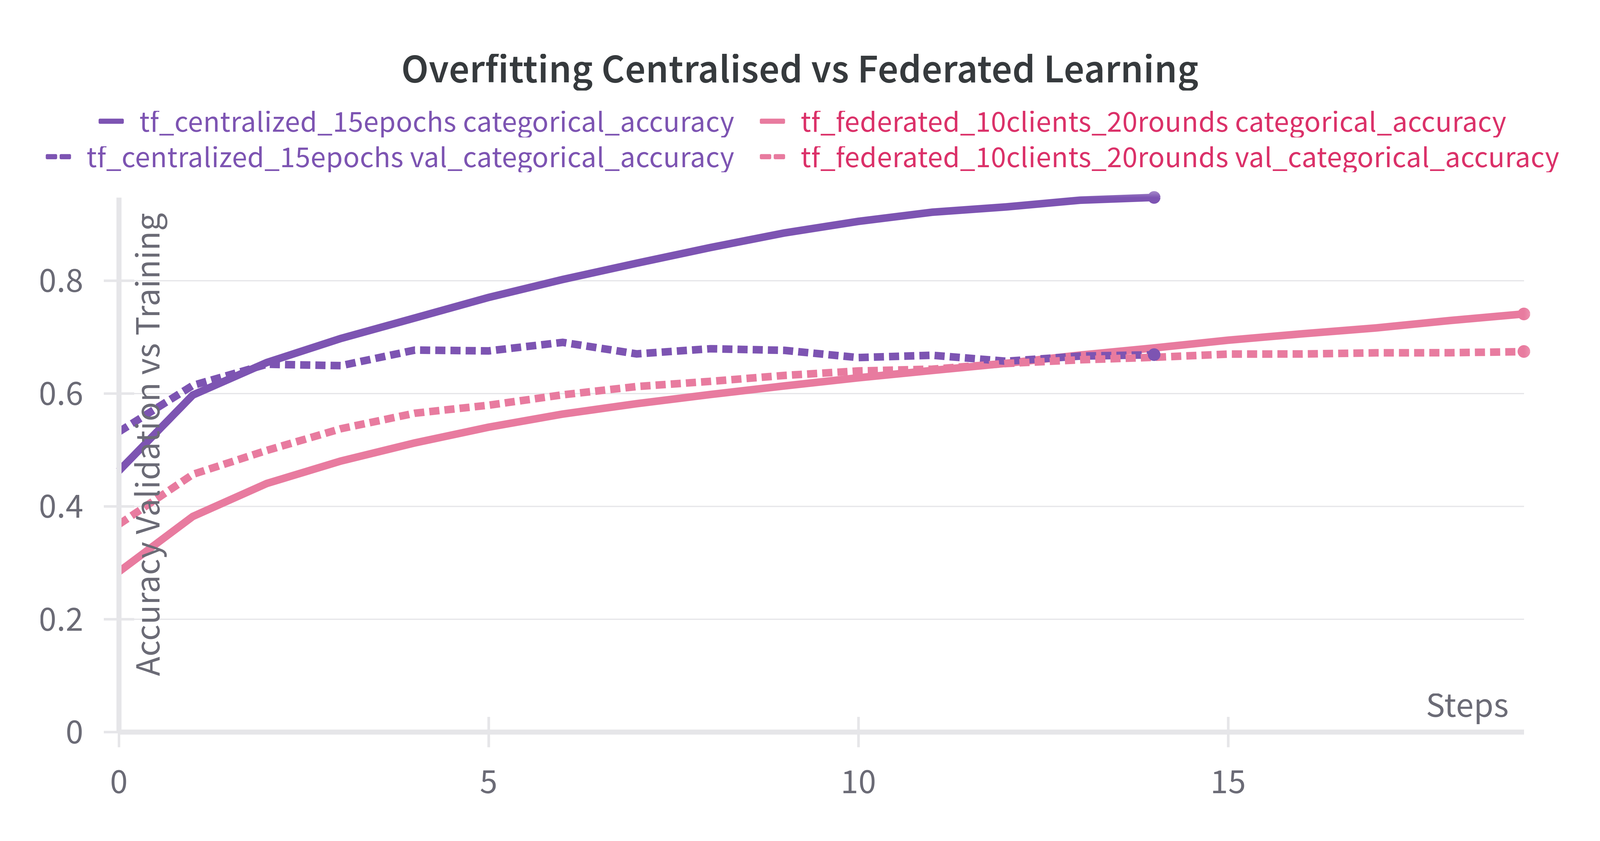 Overfitting Centralised vs Federated Learning
tf_centralized_15epochs categorical_accuracy tf_federated_10clients_20rounds categorical_accuracy
tf_centralized_15epochs val_categorical_accuracy tf_federated_10clients_20rounds val_categorical_accuracy
Accuracy Validation vs Training
0.8
0.6
0.4
0.2
0
Steps
0 5 10 15